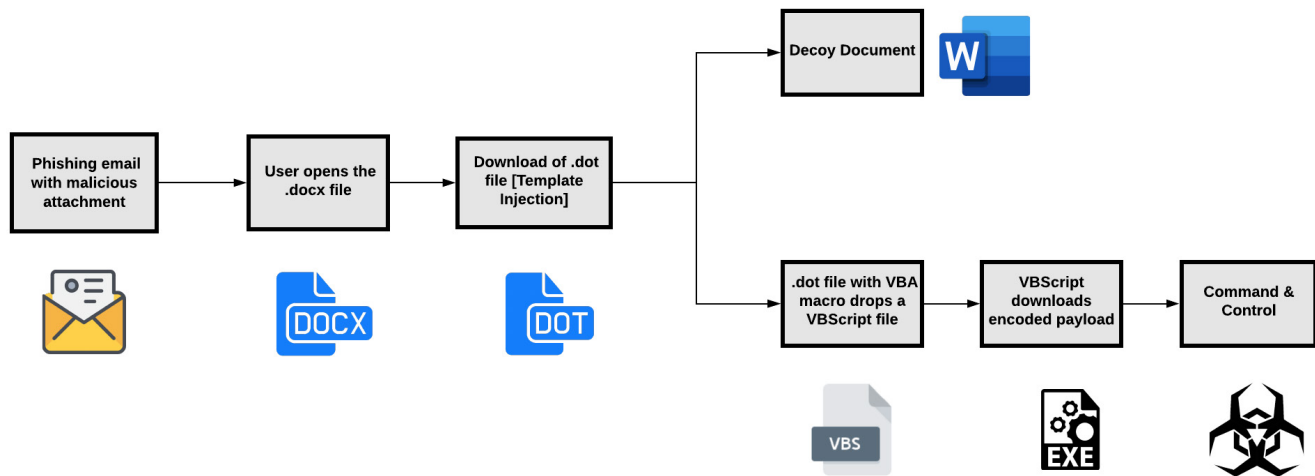 Decoy Document
W
Phishing email
with malicious
attachment
User opens the
.docx file
Download of .dot
file [Template
Injection]
DOCX
DOT
.dot file with VBA
macro drops a
VBScript file
VBScript
downloads
encoded payload
Command &
Control
VBS
EXE